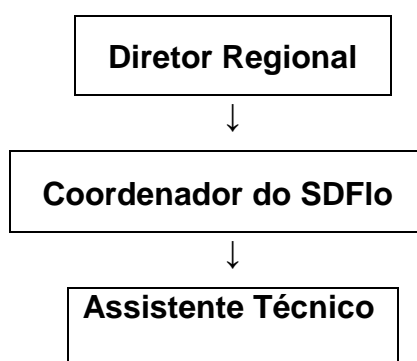 Diretor Regional
↓
Coordenador do SDFlo
↓
Assistente Técnico